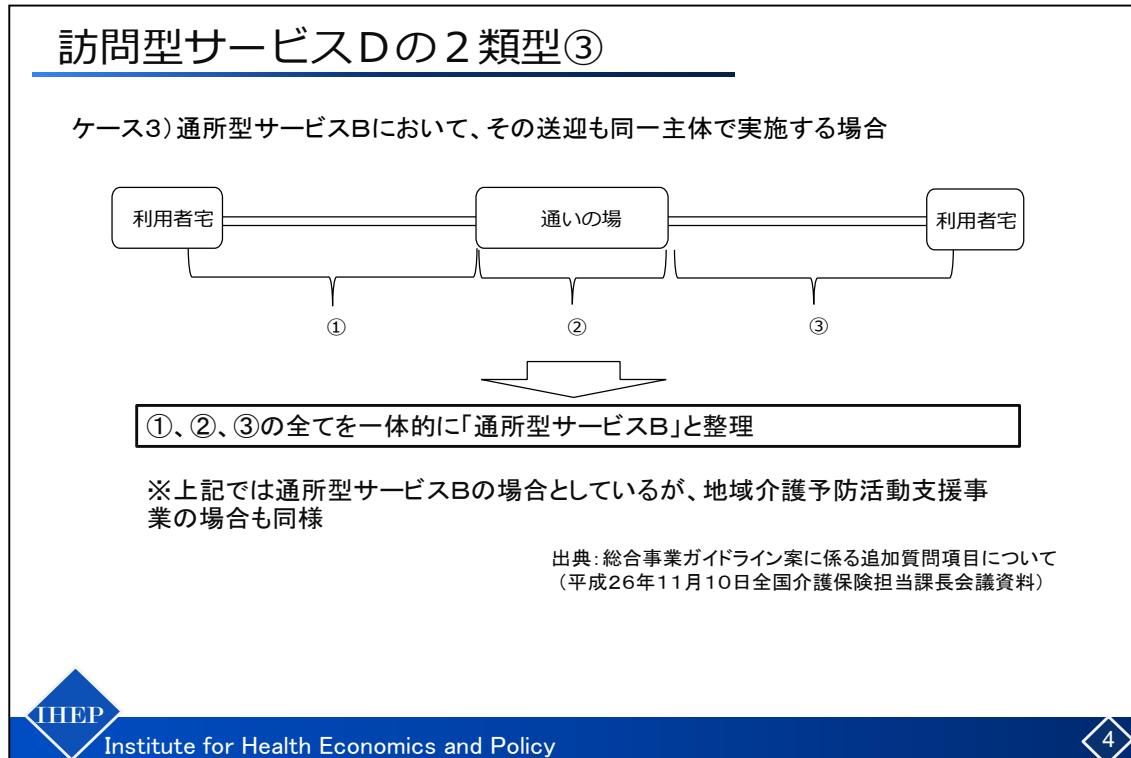 訪問型サービスDの2類型③
ケース3)通所型サービスBにおいて、その送迎も同一主体で実施する場合
利用者宅
通いの場
利用者宅
①
②
③
①、②、③の全てを一体的に「通所型サービスB」と整理
※上記では通所型サービスBの場合としているが、地域介護予防活動支援事
業の場合も同様
出典:総合事業ガイドライン案に係る追加質問項目について
(平成26年11月10日全国介護保険担当課長会議資料)
IHEP
Institute for Health Economics and Policy
4